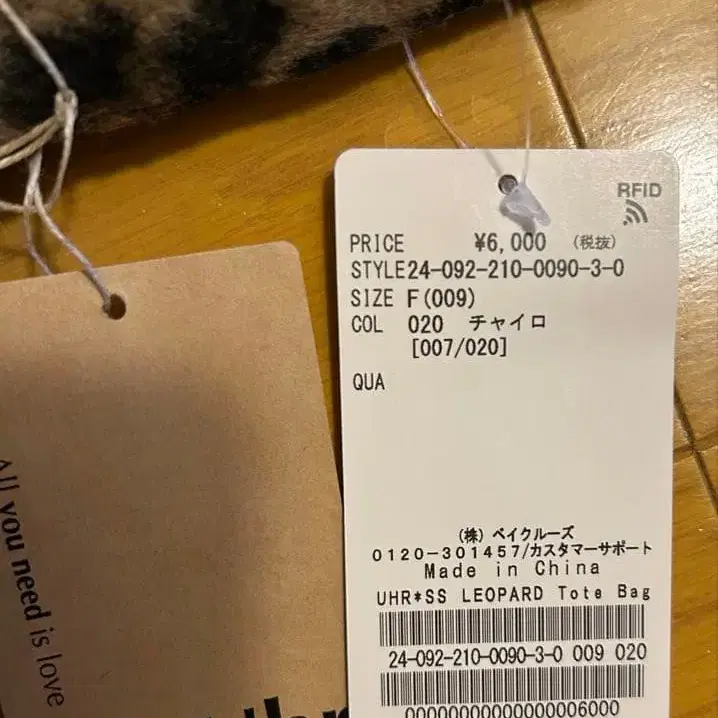 RFID
PRICE ¥6,000 (税抜)
STYLE24-092-210-0090-3-0
SIZE F(009)
COL 020 チャイロ
[007/020]
QUA
(株) ベイクルーズ
0120-301457/カスタマーサポート
Made in China
UHR*SS LEOPARD Tote Bag
24-092-210-0090-3-0 009 020
00000000000000006000
All you need is love